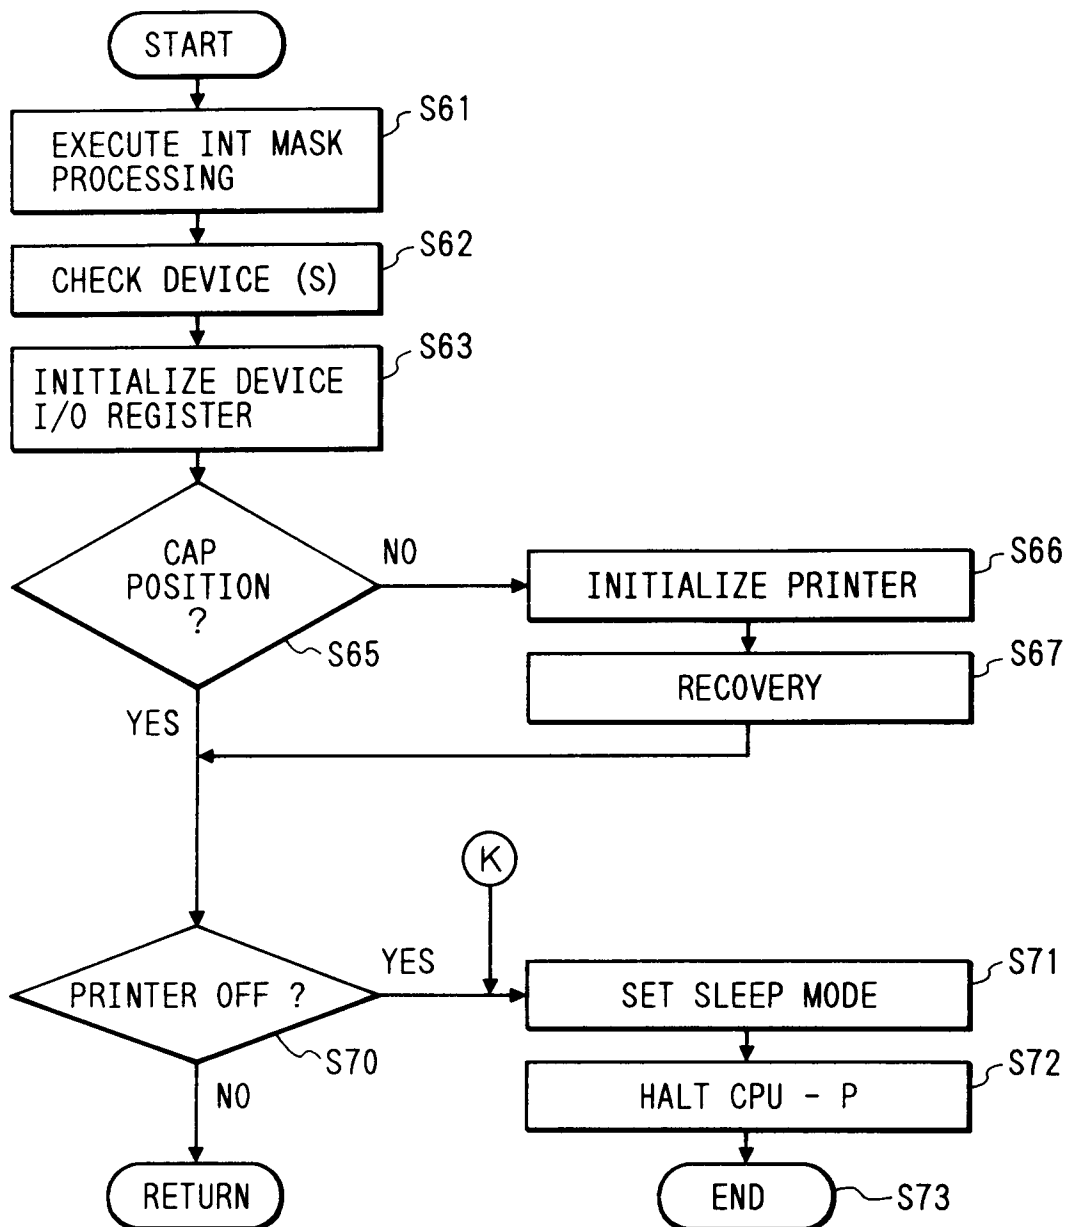 START
S61
EXECUTE INT MASK
PROCESSING
S62
CHECK DEVICE (S)
S63
INITIALIZE DEVICE
I/O REGISTER
CAP
POSITION
?
NO
S65
YES
S66
INITIALIZE PRINTER
S67
RECOVERY
K
PRINTER OFF ?
YES
S70
NO
S71
SET SLEEP MODE
S72
HALT CPU - P
RETURN
END
S73